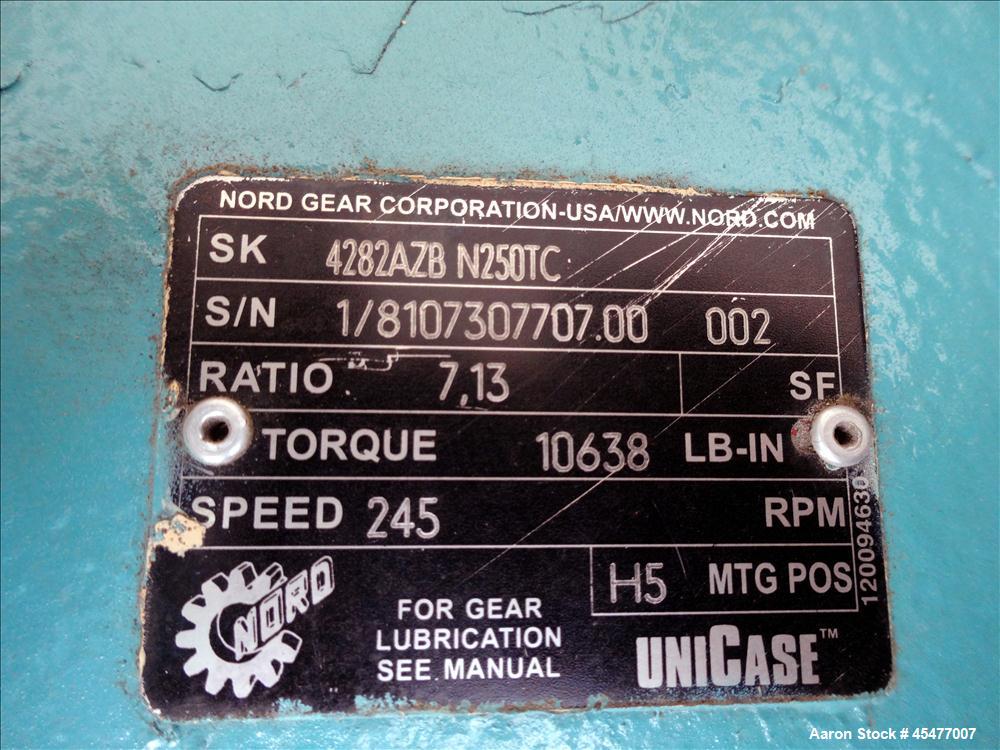 NORD GEAR CORPORATION-USA/WWW.NORD.COM
SK 4282AZB N250TC
S/N 1/8107307707.00 002
RATIO 7,13 SF
TORQUE 10638 LB-IN
SPEED 245 RPM
120094630
H5 MTG POS
NORD
FOR GEAR
LUBRICATION
SEE MANUAL
UNICASE™
Aaron Stock # 45477007